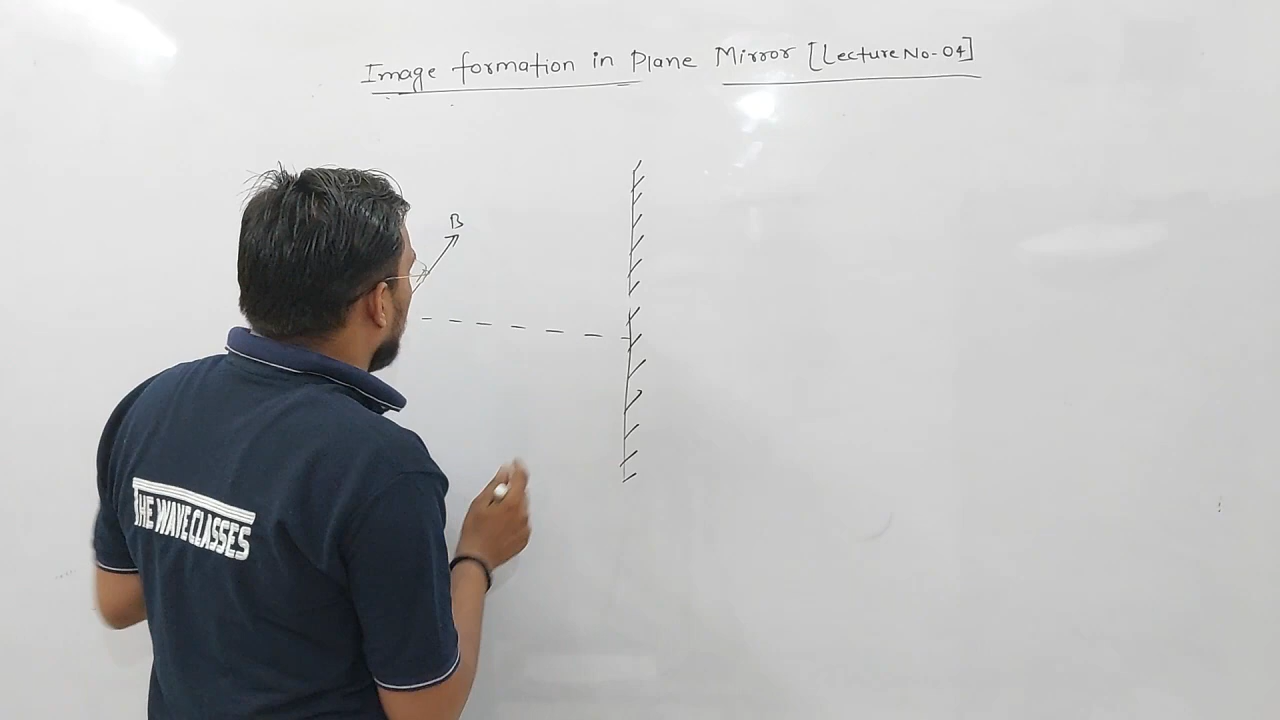 Image formation in Plane Mirror [Lecture No-04]
B
THE WAVE CLASSES